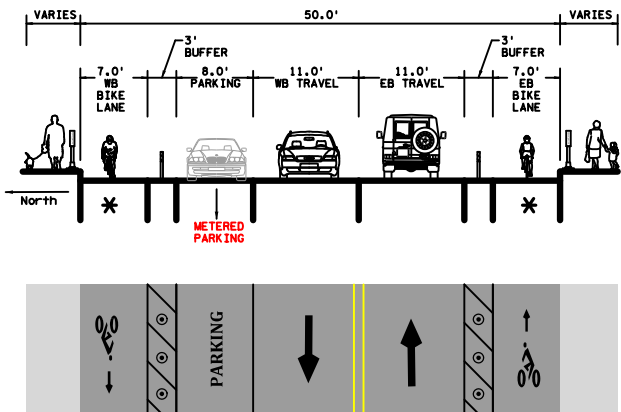 VARIES
50.0'
VARIES
3'
BUFFER
3'
BUFFER
7.0'
WB
BIKE
LANE
8.0'
PARKING
11.0'
WB TRAVEL
11.0'
EB TRAVEL
7.0'
EB
BIKE
LANE
North
*
*
METERED
PARKING
PARKING